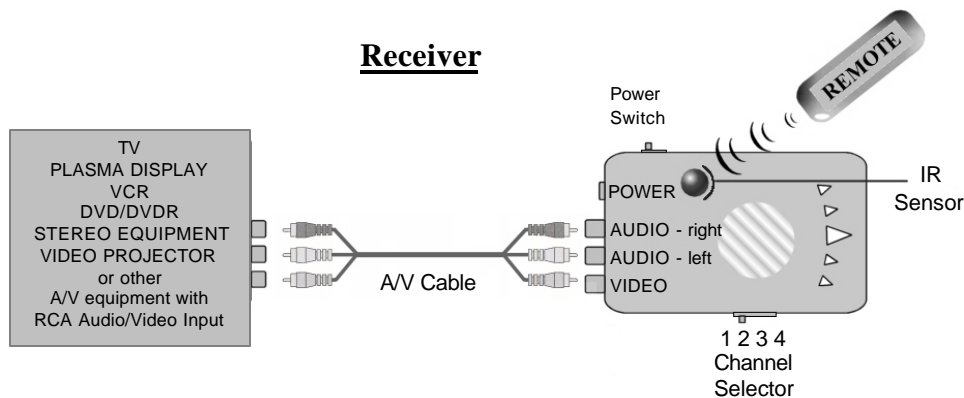 Receiver
REMOTE
Power
Switch
TV
PLASMA DISPLAY
VCR
DVD/DVDR
STEREO EQUIPMENT
VIDEO PROJECTOR
or other
A/V equipment with
RCA Audio/Video Input
A/V Cable
POWER
AUDIO - right
AUDIO - left
VIDEO
IR
Sensor
1 2 3 4
Channel
Selector